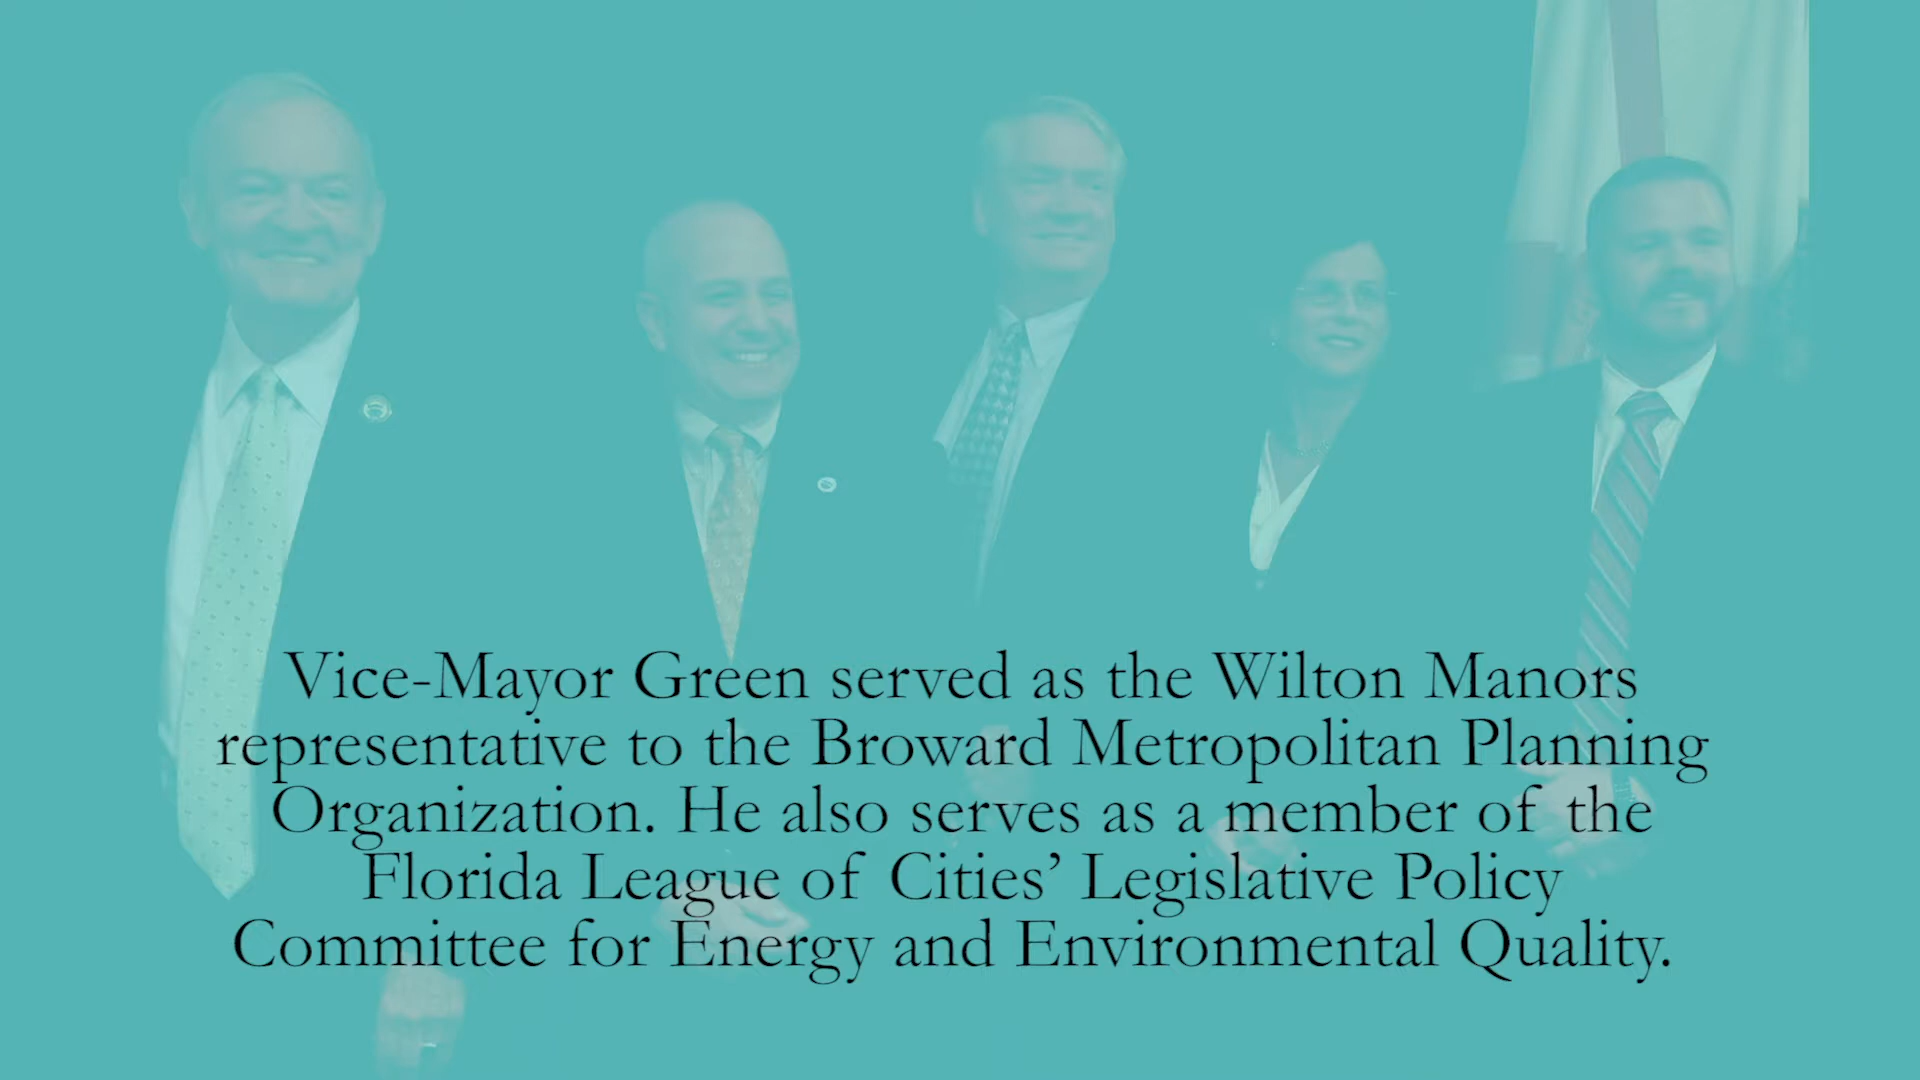 Vice-Mayor Green served as the Wilton Manors
representative to the Broward Metropolitan Planning
Organization. He also serves as a member of the
Florida League of Cities’ Legislative Policy
Committee for Energy and Environmental Quality.